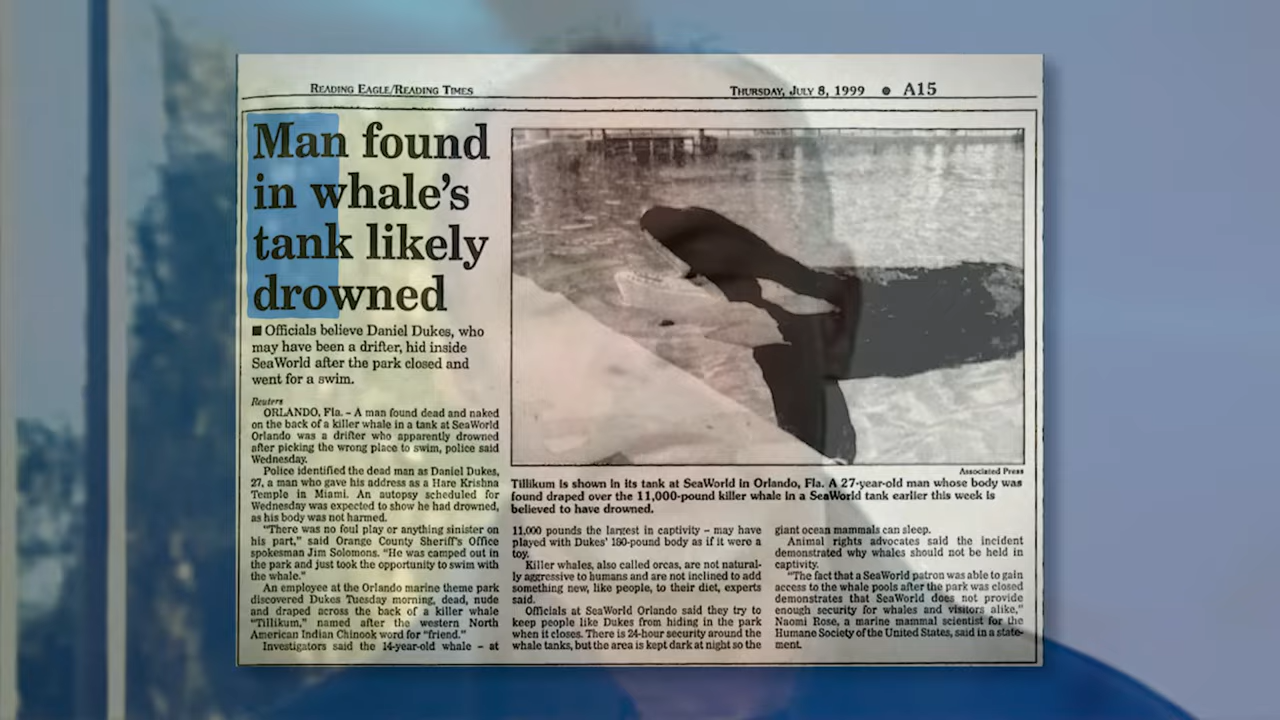 READING EAGLE/READING TIMES
THURSDAY, JULY 8, 1999 ● A15
Man found
in whale's
tank likely
drowned
■ Officials believe Daniel Dukes, who
may have been a drifter, hid inside
SeaWorld after the park closed and
went for a swim.
Reuters
ORLANDO, Fla. – A man found dead and naked
on the back of a killer whale in a tank at SeaWorld
Orlando was a drifter who apparently drowned
after picking the wrong place to swim, police said
Wednesday.
Police identified the dead man as Daniel Dukes,
27, a man who gave his address as a Hare Krishna
Temple in Miami. An autopsy scheduled for
Wednesday was expected to show he had drowned,
as his body was not harmed.
"There was no foul play or anything sinister on
his part," said Orange County Sheriff's Office
spokesman Jim Solomons. "He was camped out in
the park and just took the opportunity to swim with
the whale."
An employee at the Orlando marine theme park
discovered Dukes Tuesday morning, dead, nude
and draped across the back of a killer whale
"Tillikum," named after the western North
American Indian Chinook word for "friend."
Investigators said the 14-year-old whale – at
Associated Press
Tillikum is shown in its tank at SeaWorld in Orlando, Fla. A 27-year-old man whose body was
found draped over the 11,000-pound killer whale in a SeaWorld tank earlier this week is
believed to have drowned.
11,000 pounds the largest in captivity – may have
played with Dukes' 180-pound body as if it were a
toy.
Killer whales, also called orcas, are not natural-
ly aggressive to humans and are not inclined to add
something new, like people, to their diet, experts
said.
Officials at SeaWorld Orlando said they try to
keep people like Dukes from hiding in the park
when it closes. There is 24-hour security around the
whale tanks, but the area is kept dark at night so the
giant ocean mammals can sleep.
Animal rights advocates said the incident
demonstrated why whales should not be held in
captivity.
"The fact that a SeaWorld patron was able to gain
access to the whale pools after the park was closed
demonstrates that SeaWorld does not provide
enough security for whales and visitors alike,"
Naomi Rose, a marine mammal scientist for the
Humane Society of the United States, said in a state-
ment.